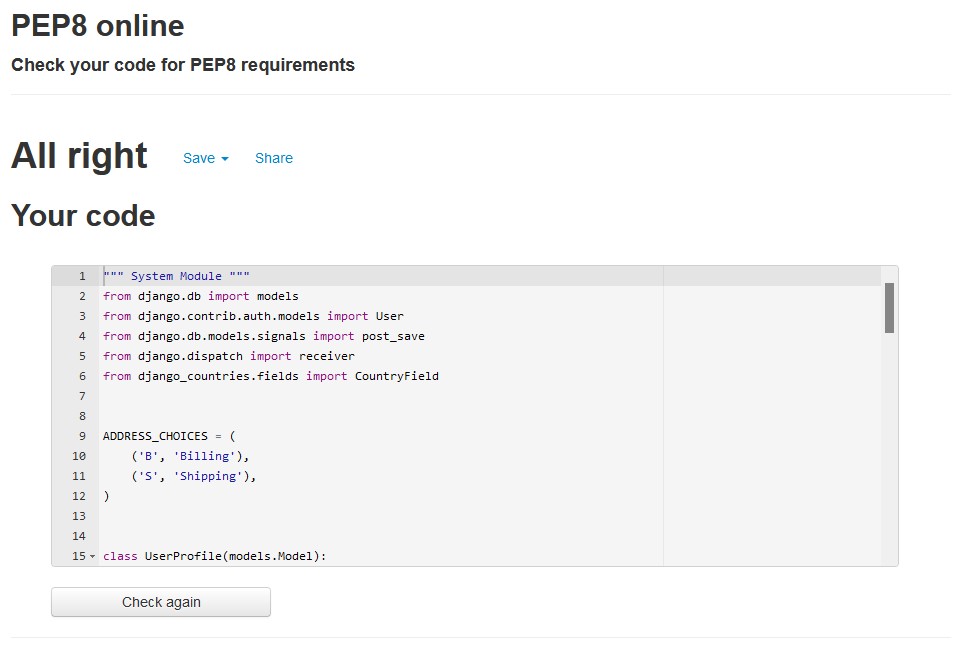 PEP8 online
Check your code for PEP8 requirements
All right Save Share
Your code
1 """ System Module """
2 from django.db import models
3 from django.contrib.auth.models import User
4 from django.db.models.signals import post_save
5 from django.dispatch import receiver
6 from django_countries.fields import CountryField
7
8
9 ADDRESS_CHOICES = (
10     ('B', 'Billing'),
11     ('S', 'Shipping'),
12 )
13
14
15 class UserProfile(models.Model):
Check again